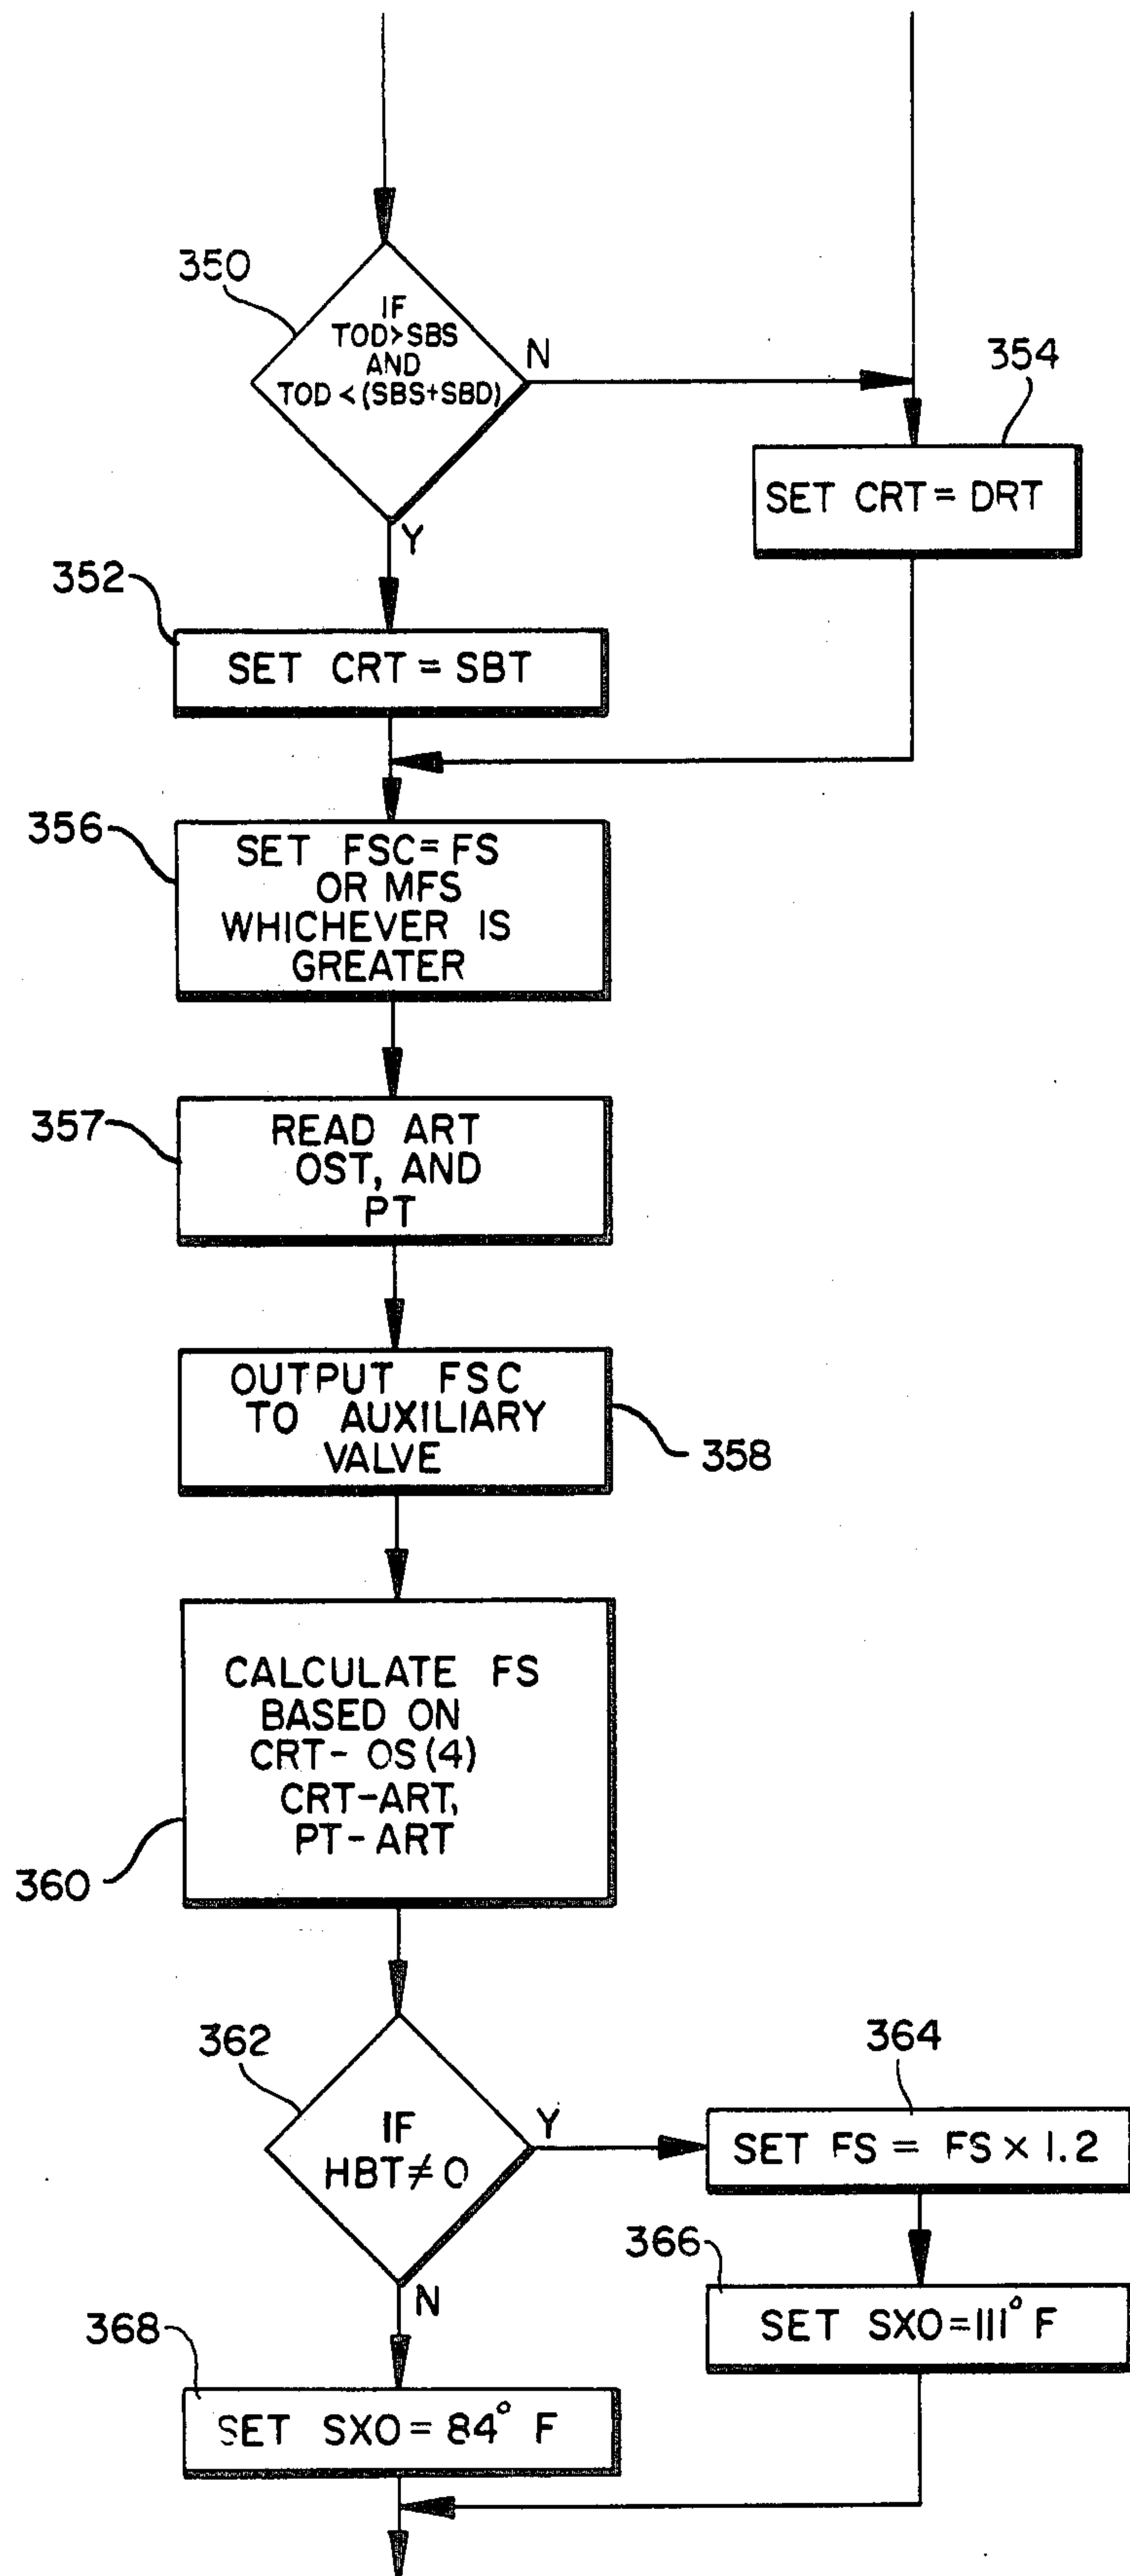 350
IF
TOD>SBS
AND
TOD<(SBS+SBD)
N
Y
354
SET CRT = DRT
352
SET CRT = SBT
356
SET FSC= FS
OR MFS
WHICHEVER IS
GREATER
357
READ ART
OST, AND
PT
OUTPUT FSC
TO AUXILIARY
VALVE
358
CALCULATE FS
BASED ON
CRT- OS(4)
CRT-ART,
PT-ART
360
362
IF
HBT≠0
Y
N
364
SET FS = FS × 1.2
366
SET SXO=111° F
368
SET SXO = 84° F